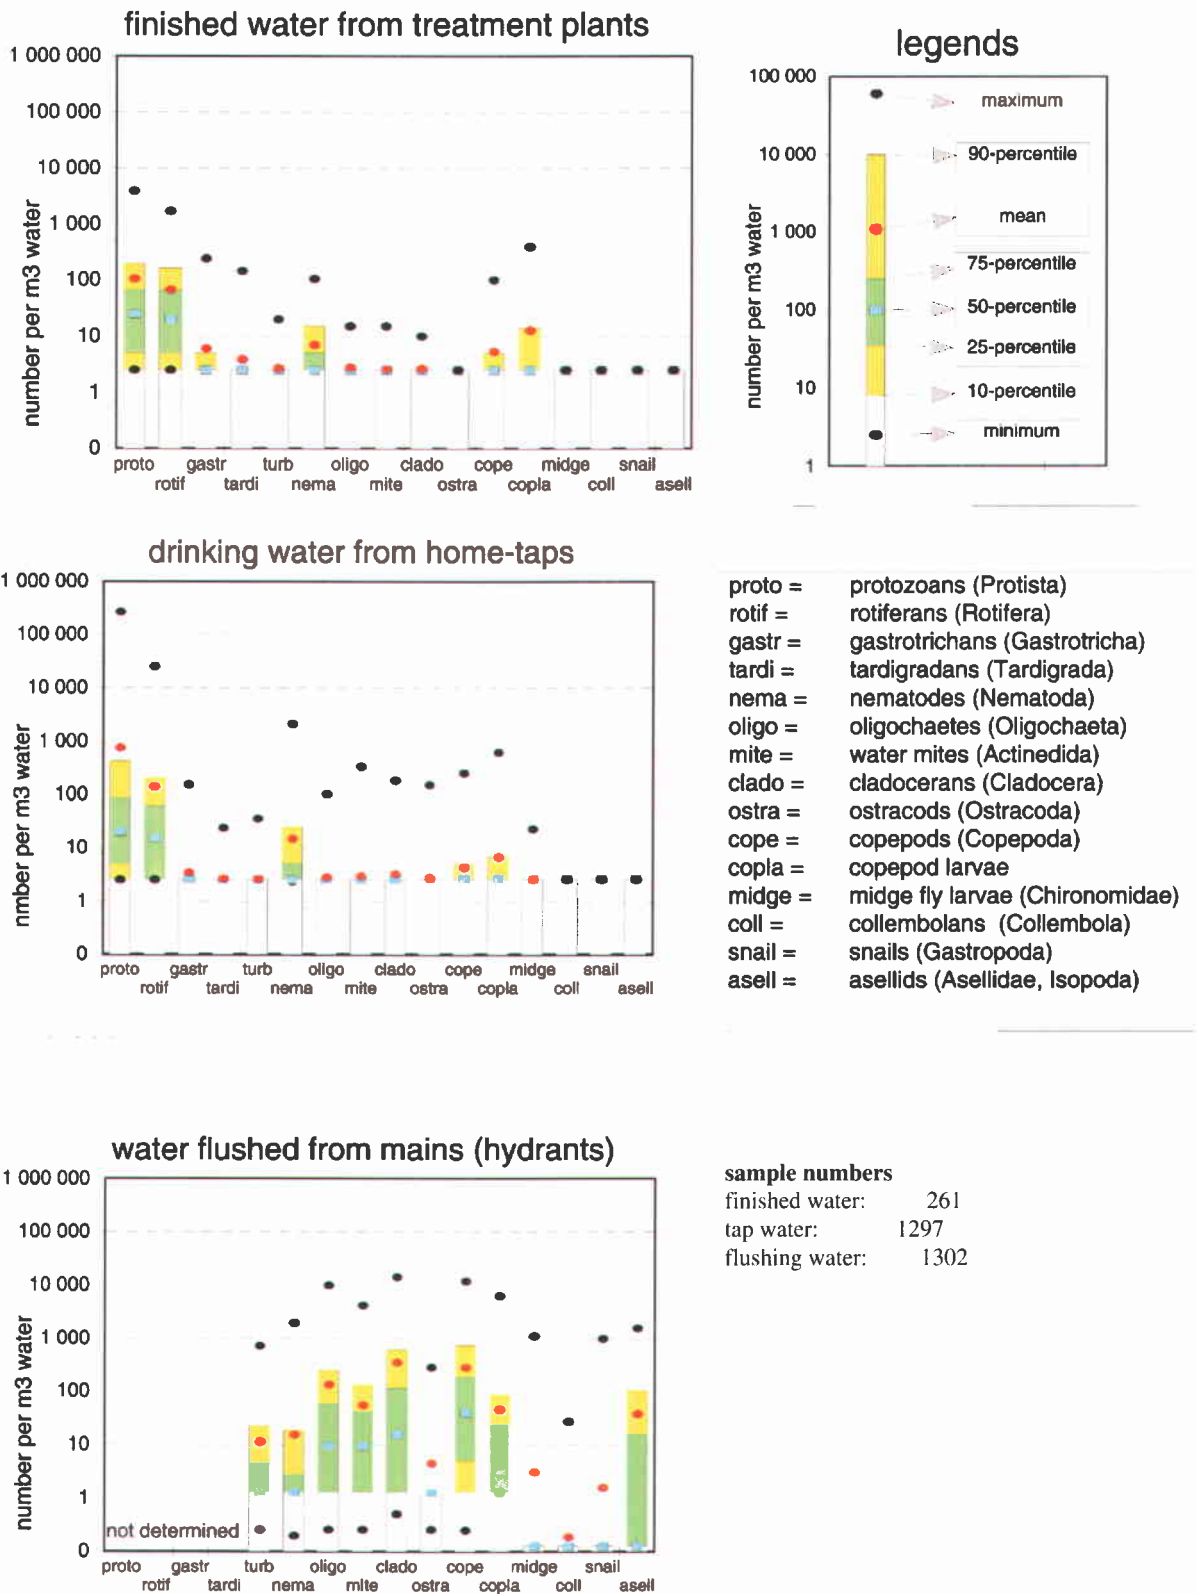 finished water from treatment plants
1 000 000
100 000
10 000
1 000
100
10
1
0
number per m3 water
proto gastr turb oligo clado cope midge snail
rotif tardi nema mite ostra copla coll asell
legends
100 000
10 000
1 000
100
10
1
number per m3 water
maximum
90-percentile
mean
75-percentile
50-percentile
25-percentile
10-percentile
minimum
drinking water from home-taps
1 000 000
100 000
10 000
1 000
100
10
1
0
nmber per m3 water
proto gastr turb oligo clado cope midge snail
rotif tardi nema mite ostra copla coll asell
proto = protozoans (Protista)
rotif = rotiferans (Rotifera)
gastr = gastrotrichans (Gastrotricha)
tardi = tardigradans (Tardigrada)
nema = nematodes (Nematoda)
oligo = oligochaetes (Oligochaeta)
mite = water mites (Actinedida)
clado = cladocerans (Cladocera)
ostra = ostracods (Ostracoda)
cope = copepods (Copepoda)
copla = copepod larvae
midge = midge fly larvae (Chironomidae)
coll = collembolans (Collembola)
snail = snails (Gastropoda)
asell = asellids (Asellidae, Isopoda)
water flushed from mains (hydrants)
1 000 000
100 000
10 000
1 000
100
10
1
0
number per m3 water
not determined
proto gastr turb oligo clado cope midge snail
rotif tardi nema mite ostra copla coll asell
sample numbers
finished water: 261
tap water: 1297
flushing water: 1302